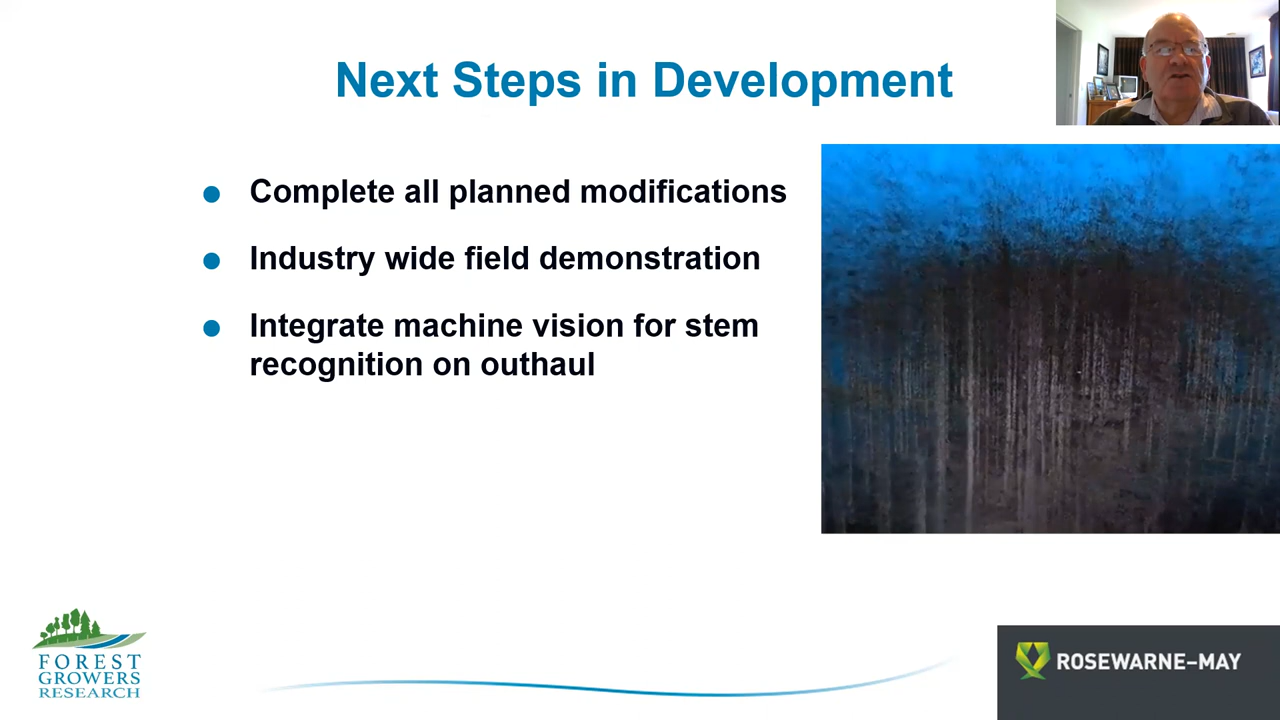 Next Steps in Development
Complete all planned modifications
Industry wide field demonstration
Integrate machine vision for stem
recognition on outhaul
FOREST
GROWERS
RESEARCH
ROSEWARNE–MAY